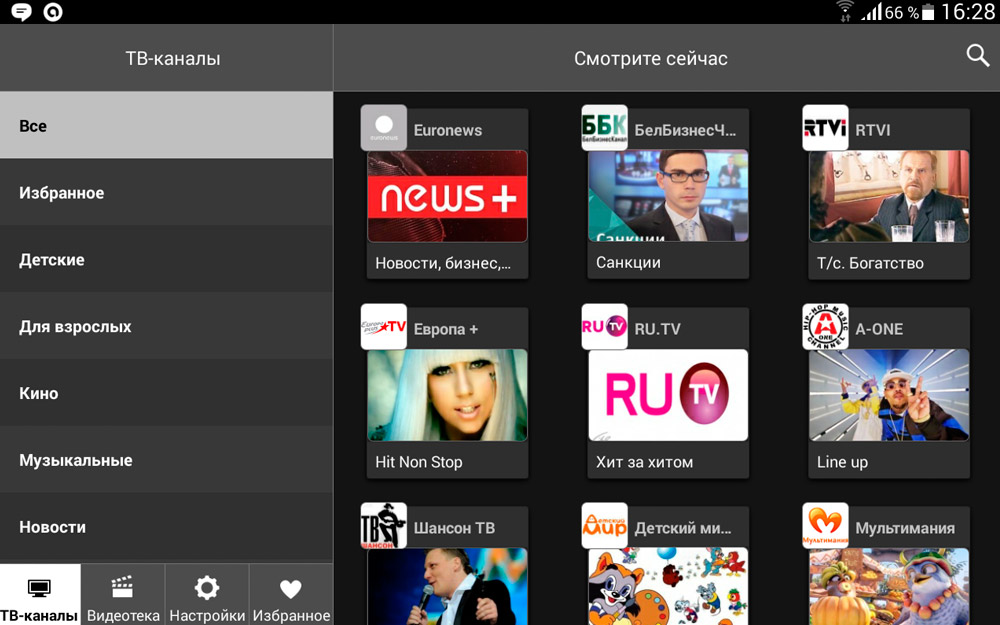 66 % 16:28
ТВ-каналы
Смотрите сейчас
Все
Избранное
Детские
Для взрослых
Кино
Музыкальные
Новости
euronews
Euronews
news+
Новости, бизнес,...
ББК
БелБизнесКанал
БелБизнесЧ...
Санкции
Санкции
RTVi
RTVI
Т/с. Богатство
Европа плюс TV
Европа +
Hit Non Stop
RU TV
RU.TV
RU TV
Хит за хитом
HIP-HOP MUSIC
A
ONE
CHANNEL
A-ONE
Line up
ТВ
ШАНСОН
Шансон ТВ
Детский
Мир
Детский ми...
Мультимания
Мультимания
ТВ-каналы
Видеотека
Настройки
Избранное